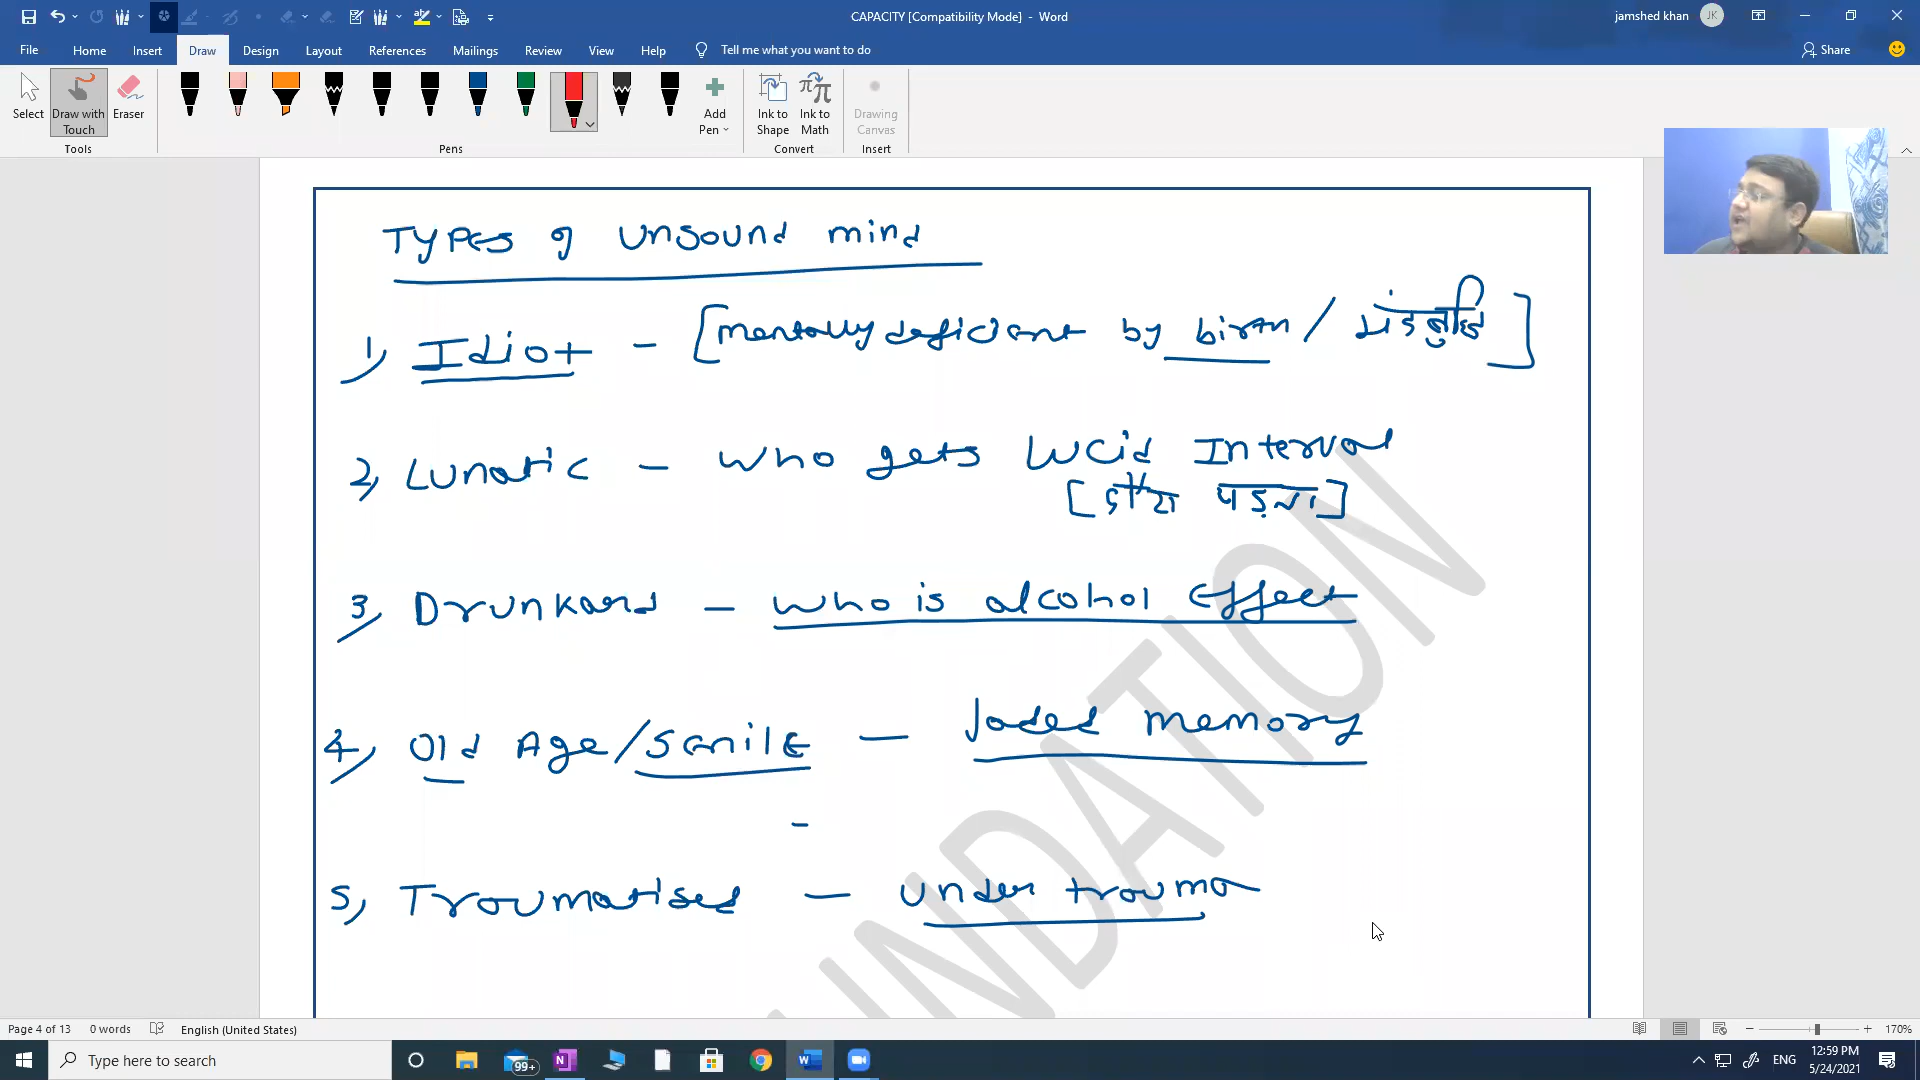 CAPACITY [Compatibility Mode] - Word
jamshed khan JK
File Home Insert Draw Design Layout References Mailings Review View Help Tell me what you want to do Share
Select Draw with Touch Eraser Add Pen Ink to Shape Ink to Math Drawing Canvas
Tools Pens Convert Insert
TYPES of Unsound mind
1) Idiot - [mentally deficient by birth / मंदबुद्धि]
2) Lunatic - who gets Lucid Interval
[दौरा पड़ना]
3) Drunkard - who is alcohol Effect
4) Old Age/Senile - Jaded memory
-
5) Traumatised - under trauma
UNDATION
Page 4 of 13 0 words English (United States) 170%
Type here to search 99+ ENG 12:59 PM
5/24/2021